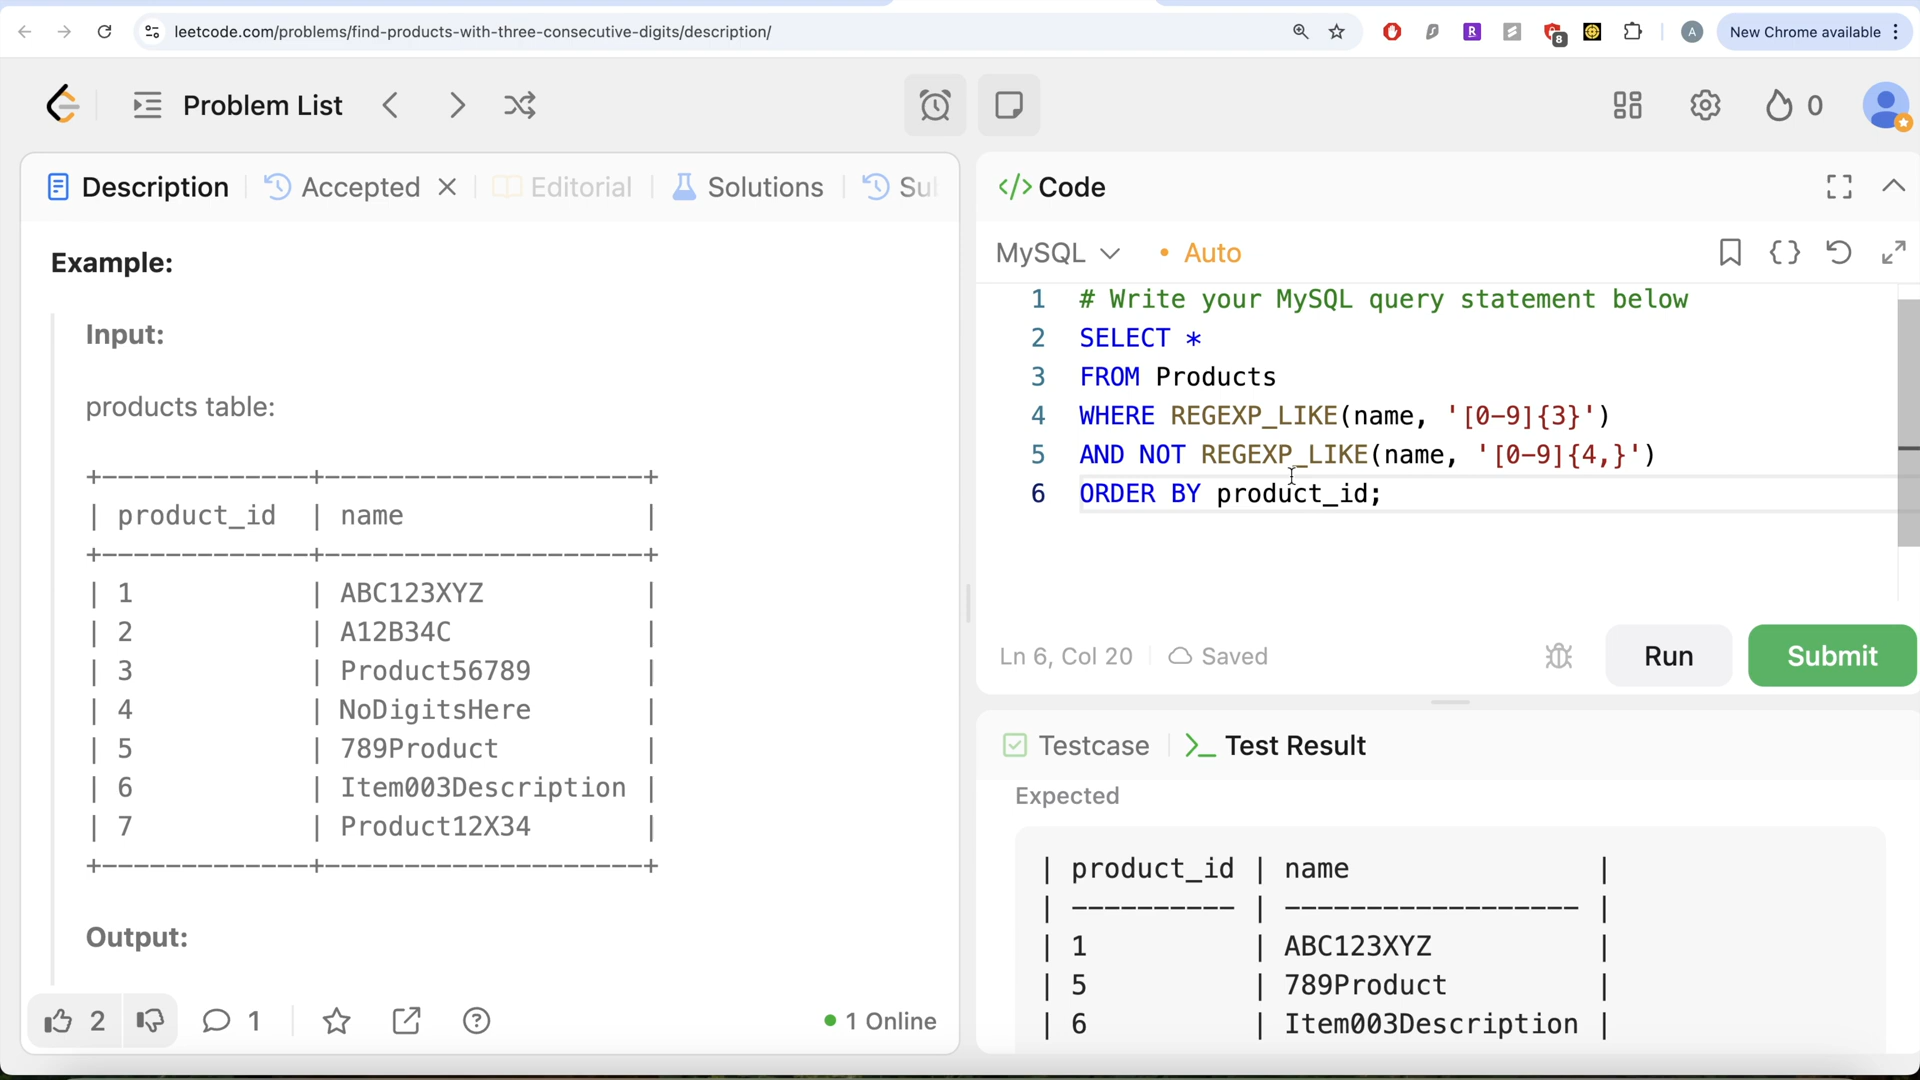 leetcode.com/problems/find-products-with-three-consecutive-digits/description/
R
8
A
New Chrome available
Problem List
0
Description
Accepted
Editorial
Solutions
Su
Example:
Input:
products table:
+-------------+--------------------+
| product_id  | name               |
+-------------+--------------------+
| 1           | ABC123XYZ          |
| 2           | A12B34C            |
| 3           | Product56789       |
| 4           | NoDigitsHere       |
| 5           | 789Product         |
| 6           | Item003Description |
| 7           | Product12X34       |
+-------------+--------------------+
Output:
2
1
1 Online
</> Code
MySQL
Auto
1 # Write your MySQL query statement below
2 SELECT *
3 FROM Products
4 WHERE REGEXP_LIKE(name, '[0-9]{3}')
5 AND NOT REGEXP_LIKE(name, '[0-9]{4,}')
6 ORDER BY product_id;
Ln 6, Col 20
Saved
Run
Submit
Testcase
>_ Test Result
Expected
| product_id | name               |
| ---------- | ------------------ |
| 1          | ABC123XYZ          |
| 5          | 789Product         |
| 6          | Item003Description |